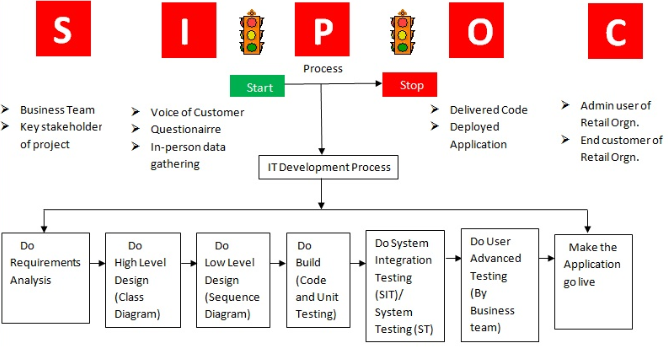 S I P O C
Process
Start
Stop
Business Team
Key stakeholder
of project
Voice of Customer
Questionairre
In-person data
gathering
Delivered Code
Deployed
Application
Admin user of
Retail Orgn.
End customer of
Retail Orgn.
IT Development Process
Do
Requirements
Analysis
Do
High Level
Design
(Class
Diagram)
Do
Low Level
Design
(Sequence
Diagram)
Do
Build
(Code
and Unit
Testing)
Do System
Integration
Testing
(SIT)/
System
Testing (ST)
Do User
Advanced
Testing
(By
Business
team)
Make the
Application
go live